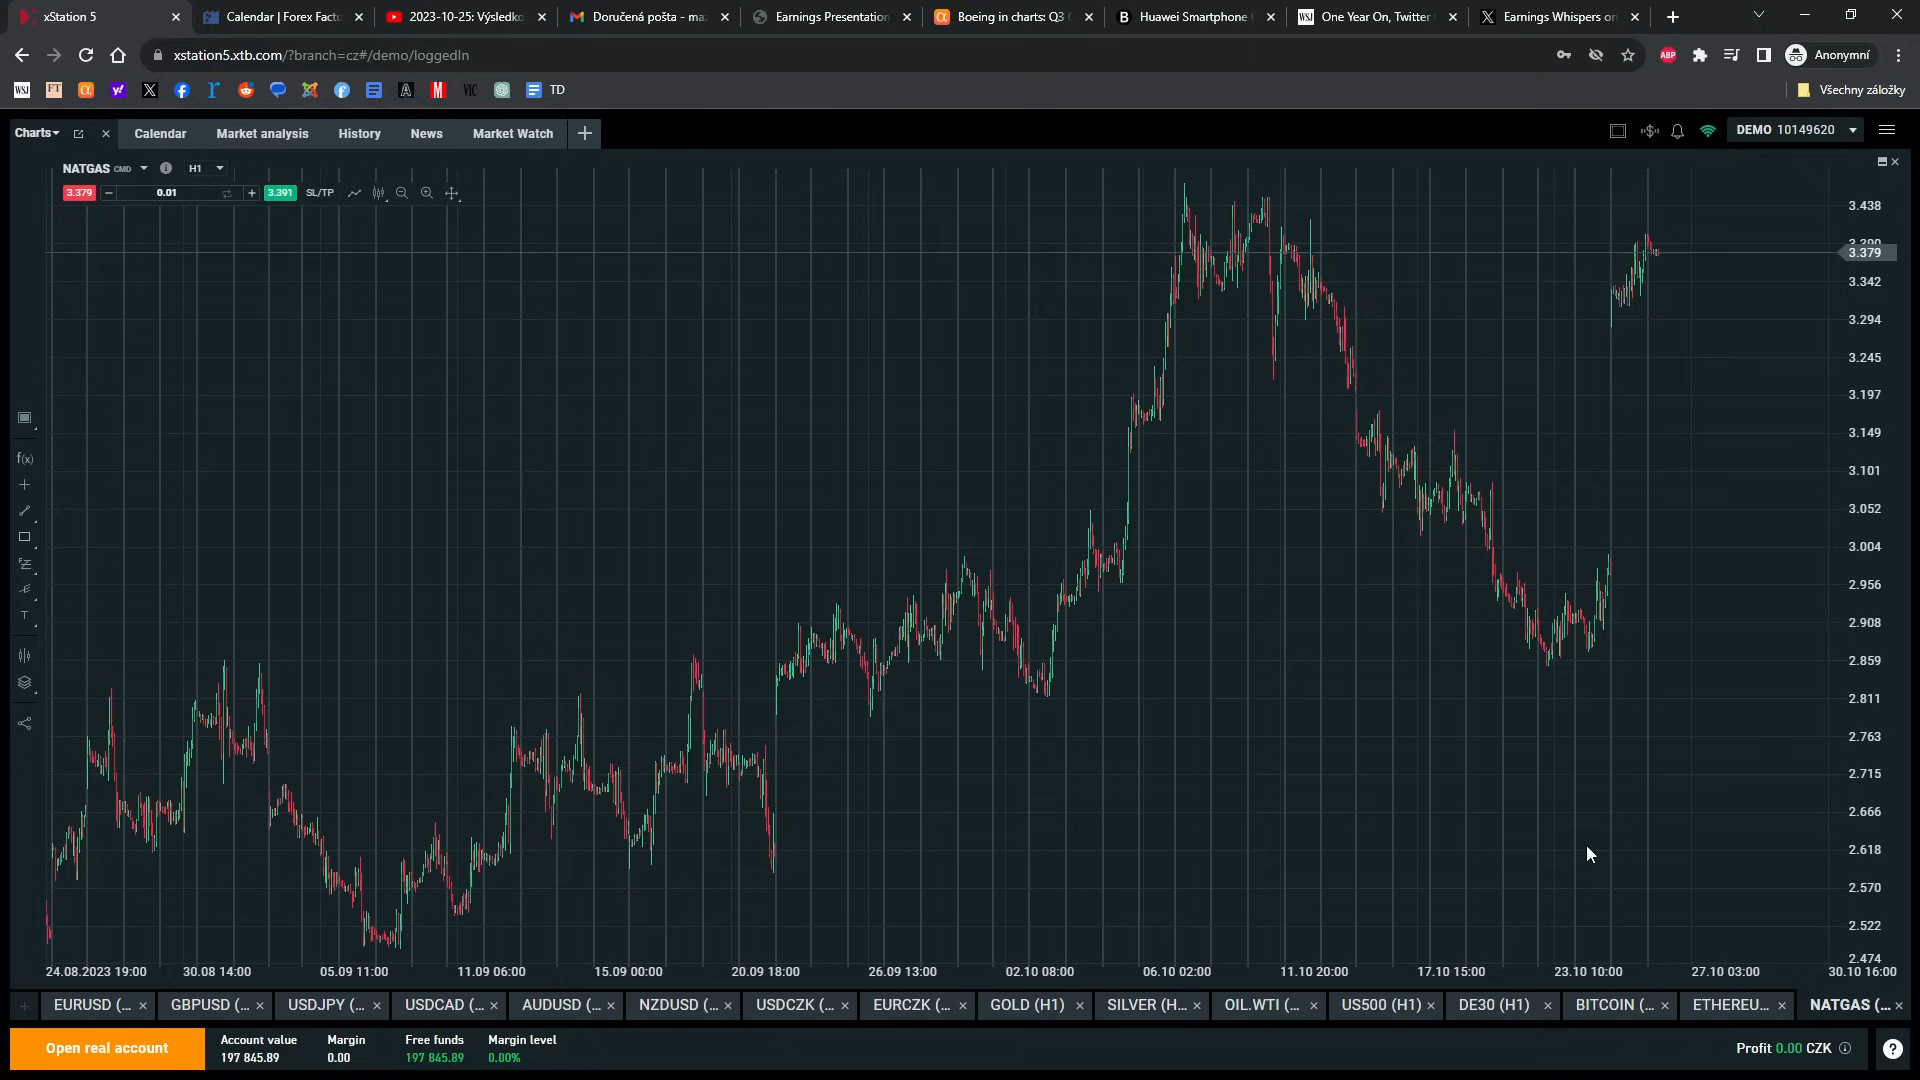 xStation 5
Calendar | Forex Facto
2023-10-25: Výsledko
Doručená pošta - ma
Earnings Presentation
Boeing in charts: Q3
Huawei Smartphone
One Year On, Twitter
Earnings Whispers on
xstation5.xtb.com/?branch=cz#/demo/loggedIn
ABP
Anonymní
WSJ FT α y! X f r M VIC TD
Všechny záložky
Charts Calendar Market analysis History News Market Watch
DEMO 10149620
NATGAS CMD H1
3.379 0.01 3.391 SL/TP
3.438
3.379
3.342
3.294
3.245
3.197
3.149
3.101
3.052
3.004
2.956
2.908
2.859
2.811
2.763
2.715
2.666
2.618
2.570
2.522
2.474
f(x)
T
24.08.2023 19:00 30.08 14:00 05.09 11:00 11.09 06:00 15.09 00:00 20.09 18:00 26.09 13:00 02.10 08:00 06.10 02:00 11.10 20:00 17.10 15:00 23.10 10:00 27.10 03:00 30.10 16:00
EURUSD (... GBPUSD (... USDJPY (... USDCAD (... AUDUSD (... NZDUSD (... USDCZK (... EURCZK (... GOLD (H1) SILVER (H... OIL.WTI (... US500 (H1) DE30 (H1) BITCOIN (... ETHEREU... NATGAS (...
Open real account
Account value Margin Free funds Margin level
197 845.89 0.00 197 845.89 0.00%
Profit 0.00 CZK
?